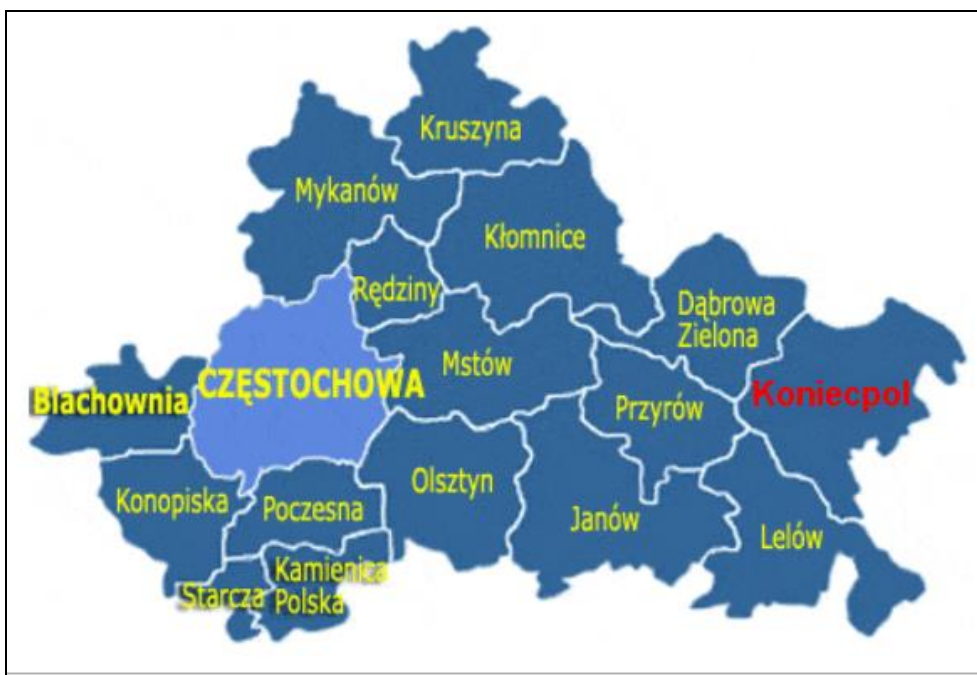 Kruszyna
Mykanów
Kłomnice
Rędziny
Dąbrowa
Zielona
Mstów
CZĘSTOCHOWA
Blachownia
Koniecpol
Przyrów
Olsztyn
Konopiska
Poczesna
Janów
Lelów
Kamienica
Polska
Starcza